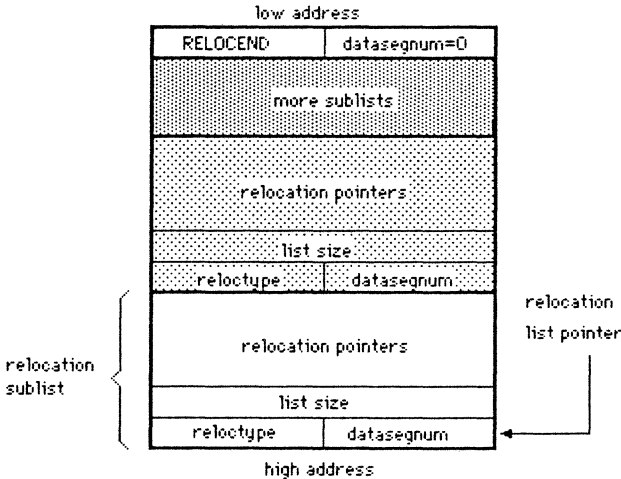 low address
RELOCEND datasegnum=0
more sublists
relocation pointers
list size
reloctype datasegnum
relocation
list pointer
relocation pointers
relocation
sublist
list size
reloctype datasegnum
high address